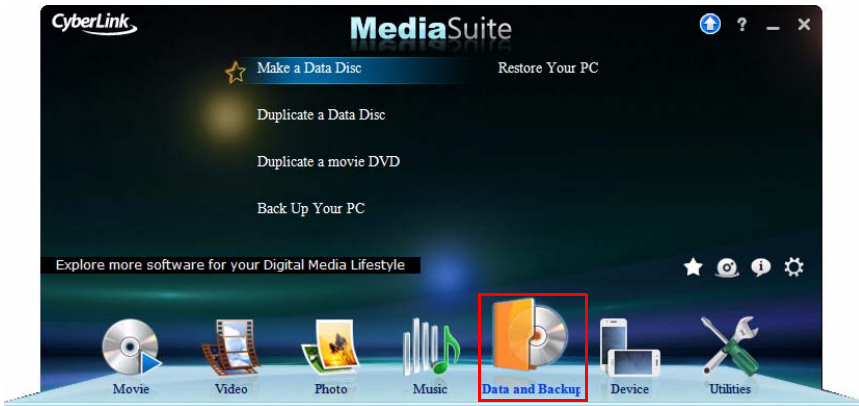 CyberLink
MediaSuite
?
Make a Data Disc
Restore Your PC
Duplicate a Data Disc
Duplicate a movie DVD
Back Up Your PC
Explore more software for your Digital Media Lifestyle
Movie
Video
Photo
Music
Data and Backup
Device
Utilities